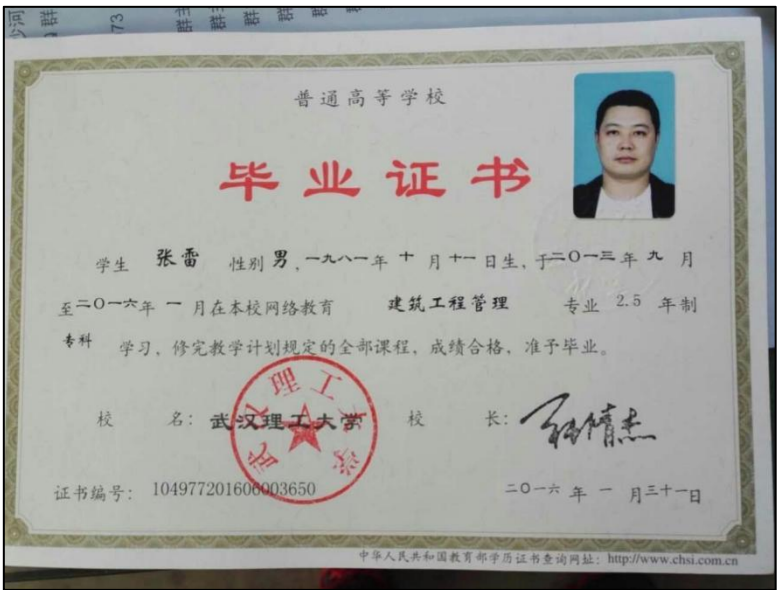 73
普通高等学校
毕业证书
学生 张雷 性别 男，一九八一年 十 月 十一 日生，于二〇一三年 九 月
至二〇一六年 一 月在本校网络教育 建筑工程管理 专业 2.5 年制
专科 学习，修完教学计划规定的全部课程，成绩合格，准予毕业。
校 名：武汉理工大学 校 长：
武汉理工大学
证书编号：104977201606003650 二〇一六 年 一 月三十一日
中华人民共和国教育部学历证书查询网址：http://www.chsi.com.cn